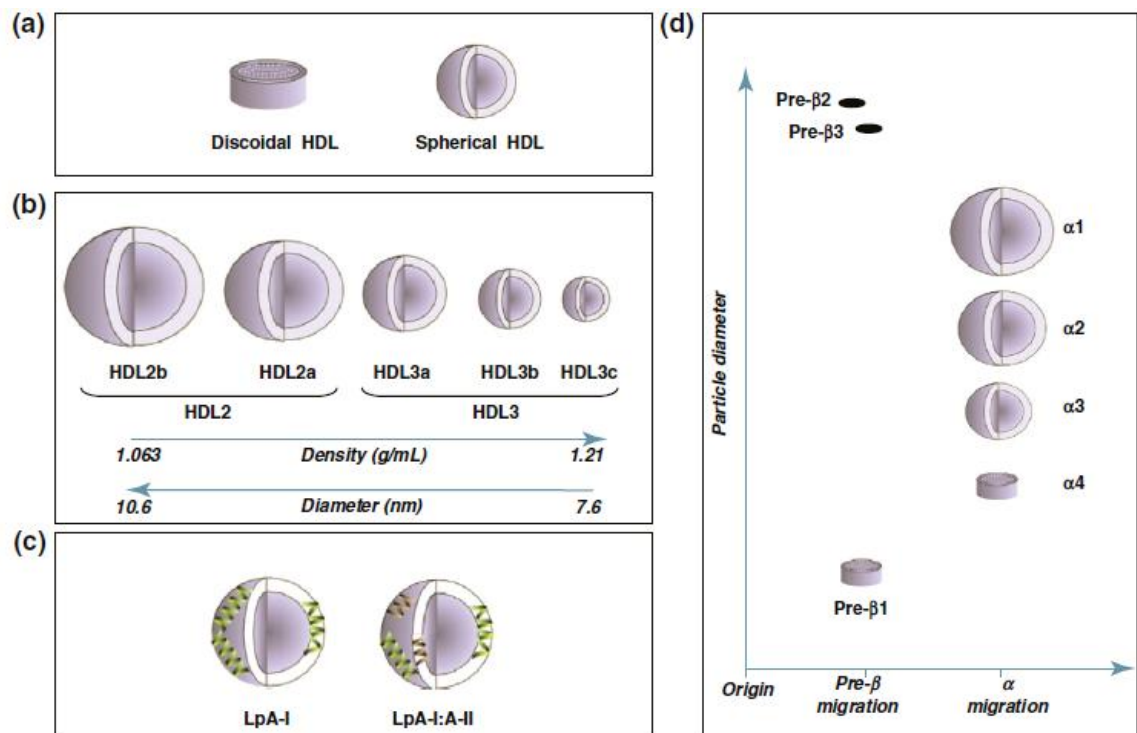 (a)
Discoidal HDL
Spherical HDL
(b)
HDL2b
HDL2a
HDL3a
HDL3b
HDL3c
HDL2
HDL3
1.063
Density (g/mL)
1.21
10.6
Diameter (nm)
7.6
(c)
LpA-I
LpA-I:A-II
(d)
Particle diameter
Pre-β2
Pre-β3
α1
α2
α3
α4
Pre-β1
Origin
Pre-β
migration
α
migration